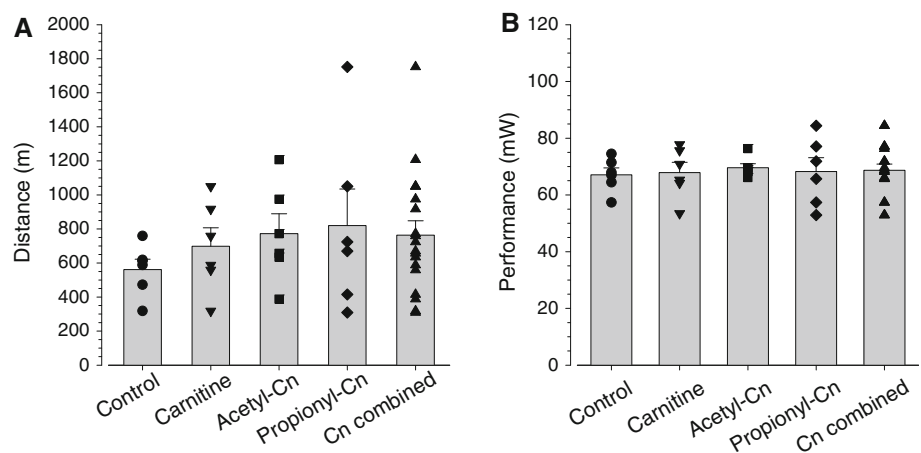 A
Distance (m)
2000
1800
1600
1400
1200
1000
800
600
400
200
0
Control
Carnitine
Acetyl-Cn
Propionyl-Cn
Cn combined
B
Performance (mW)
120
100
80
60
40
20
0
Control
Carnitine
Acetyl-Cn
Propionyl-Cn
Cn combined